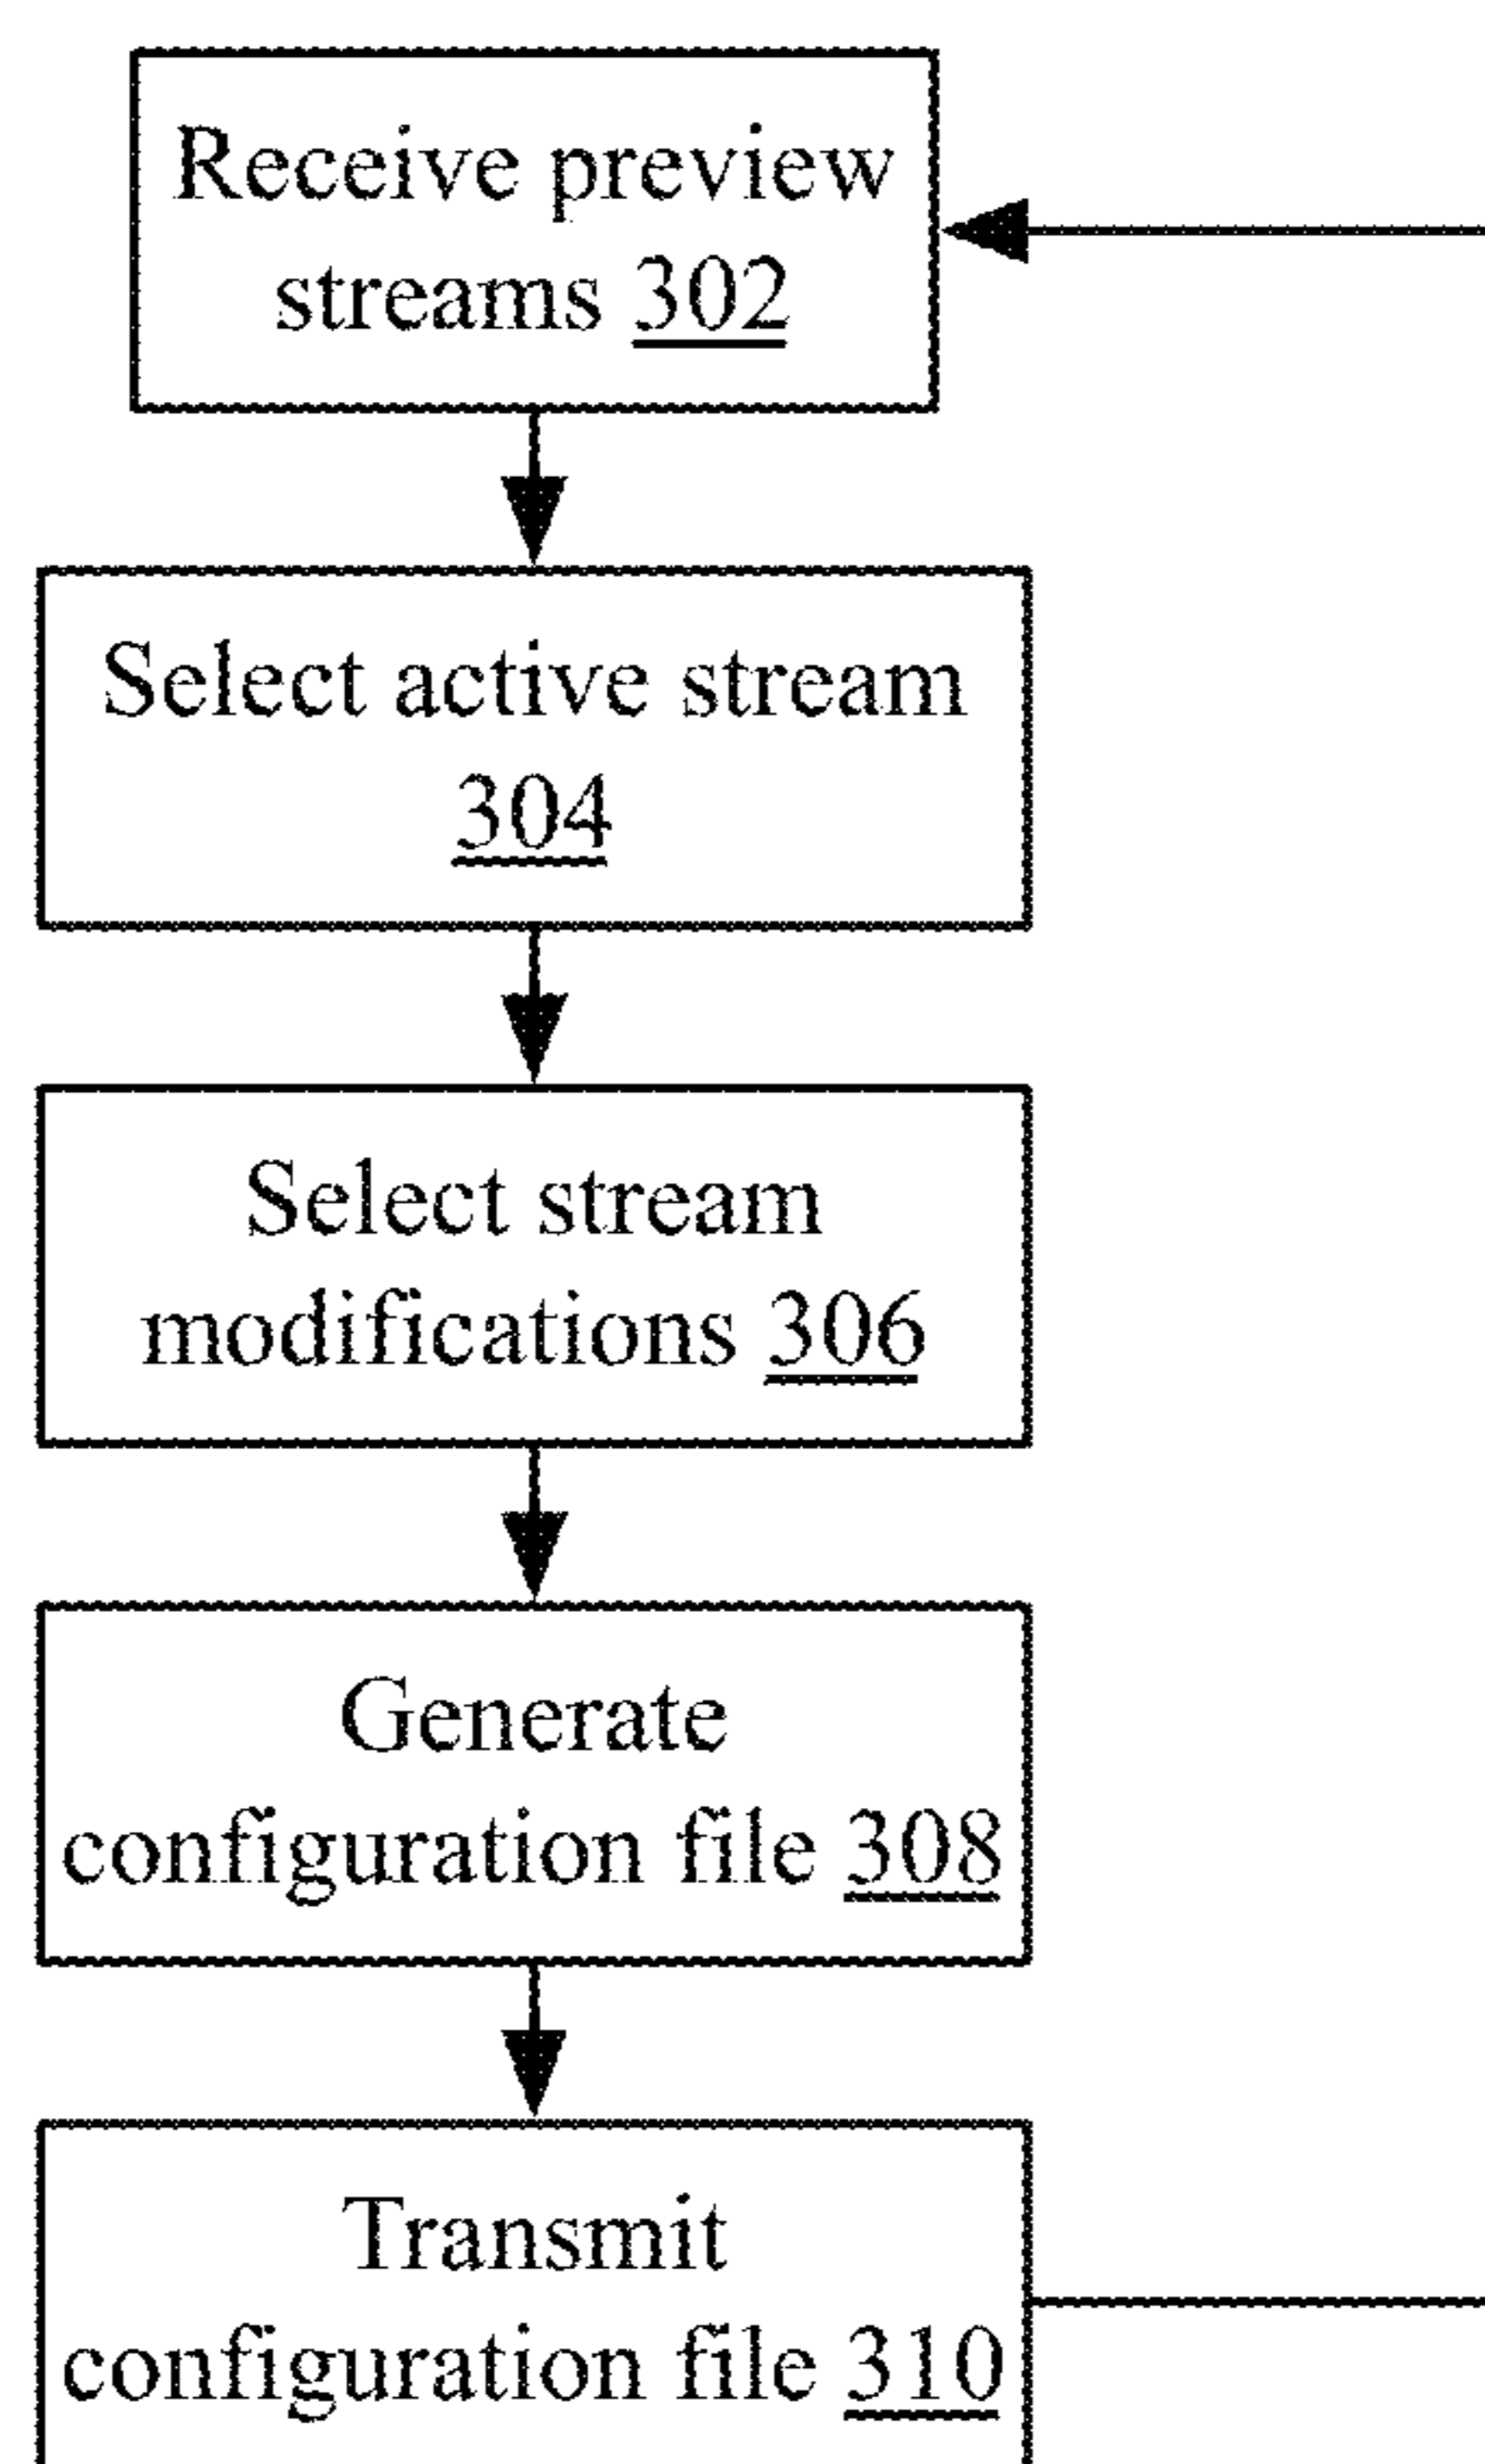 Receive preview
streams 302
Select active stream
304
Select stream
modifications 306
Generate
configuration file 308
Transmit
configuration file 310